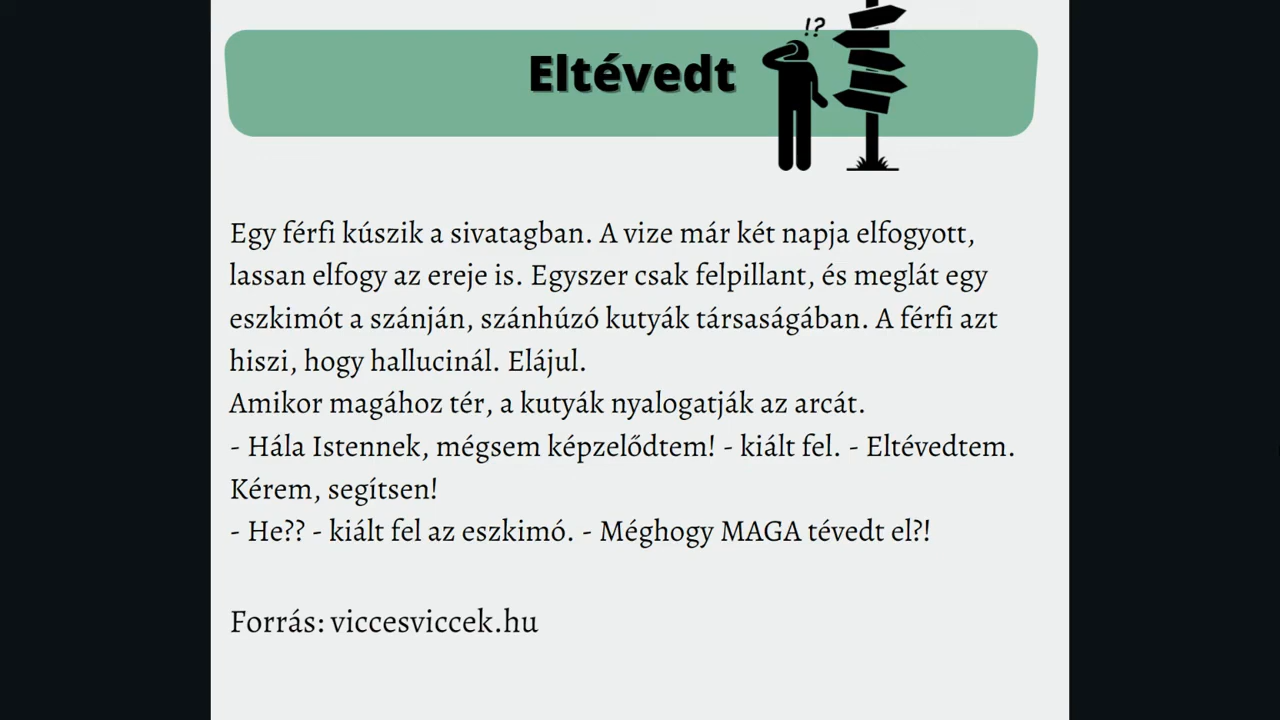 !?
Eltévedt
Egy férfi kúszik a sivatagban. A vize már két napja elfogyott,
lassan elfogy az ereje is. Egyszer csak felpillant, és meglát egy
eszkimót a szánján, szánhúzó kutyák társaságában. A férfi azt
hiszi, hogy hallucinál. Elájul.
Amikor magához tér, a kutyák nyalogatják az arcát.
- Hála Istennek, mégsem képzelődtem! - kiált fel. - Eltévedtem.
Kérem, segítsen!
- He?? - kiált fel az eszkimó. - Méghogy MAGA tévedt el?!
Forrás: viccesviccek.hu